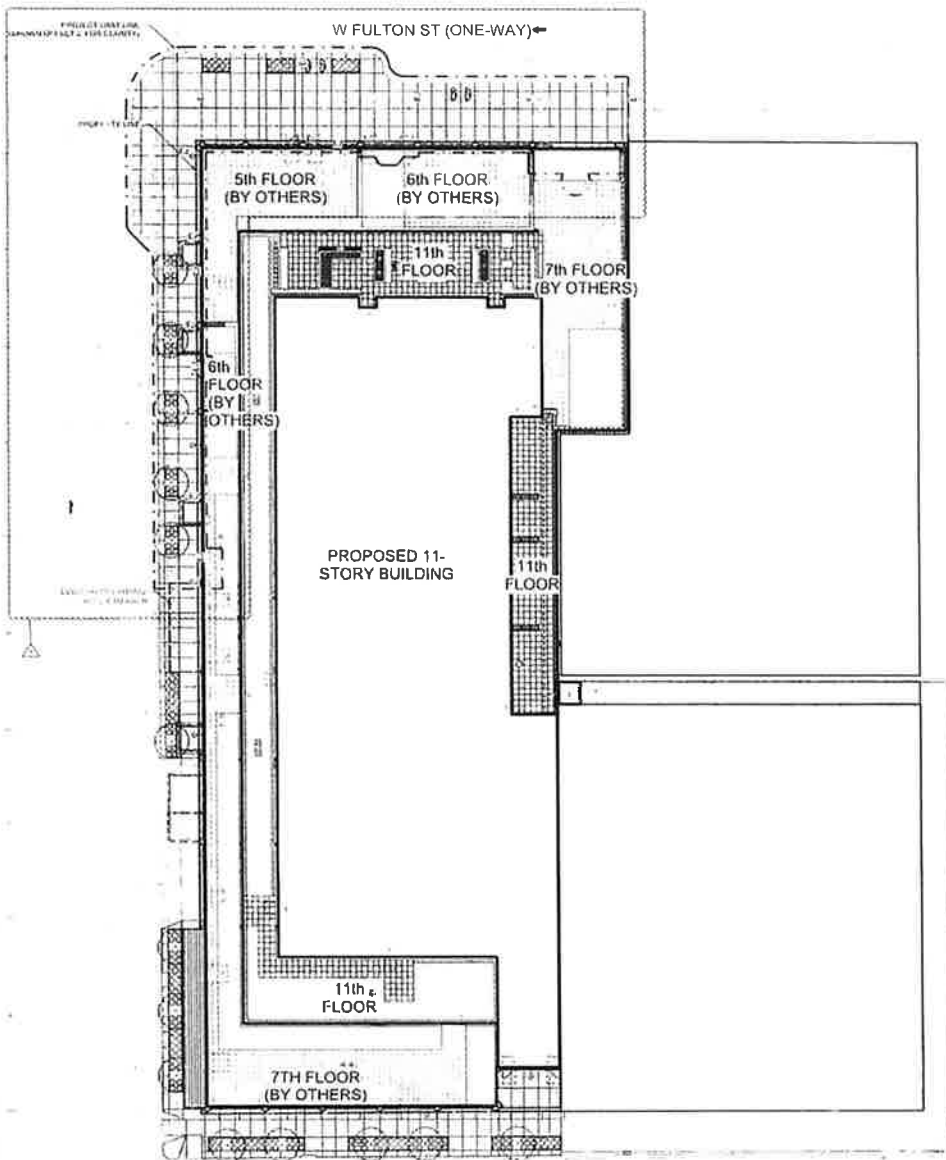 W FULTON ST (ONE-WAY)←
5th FLOOR
(BY OTHERS)
6th FLOOR
(BY OTHERS)
11th
FLOOR
7th FLOOR
(BY OTHERS)
6th
FLOOR
(BY
OTHERS)
PROPOSED 11-
STORY BUILDING
11th
FLOOR
11th
FLOOR
7TH FLOOR
(BY OTHERS)